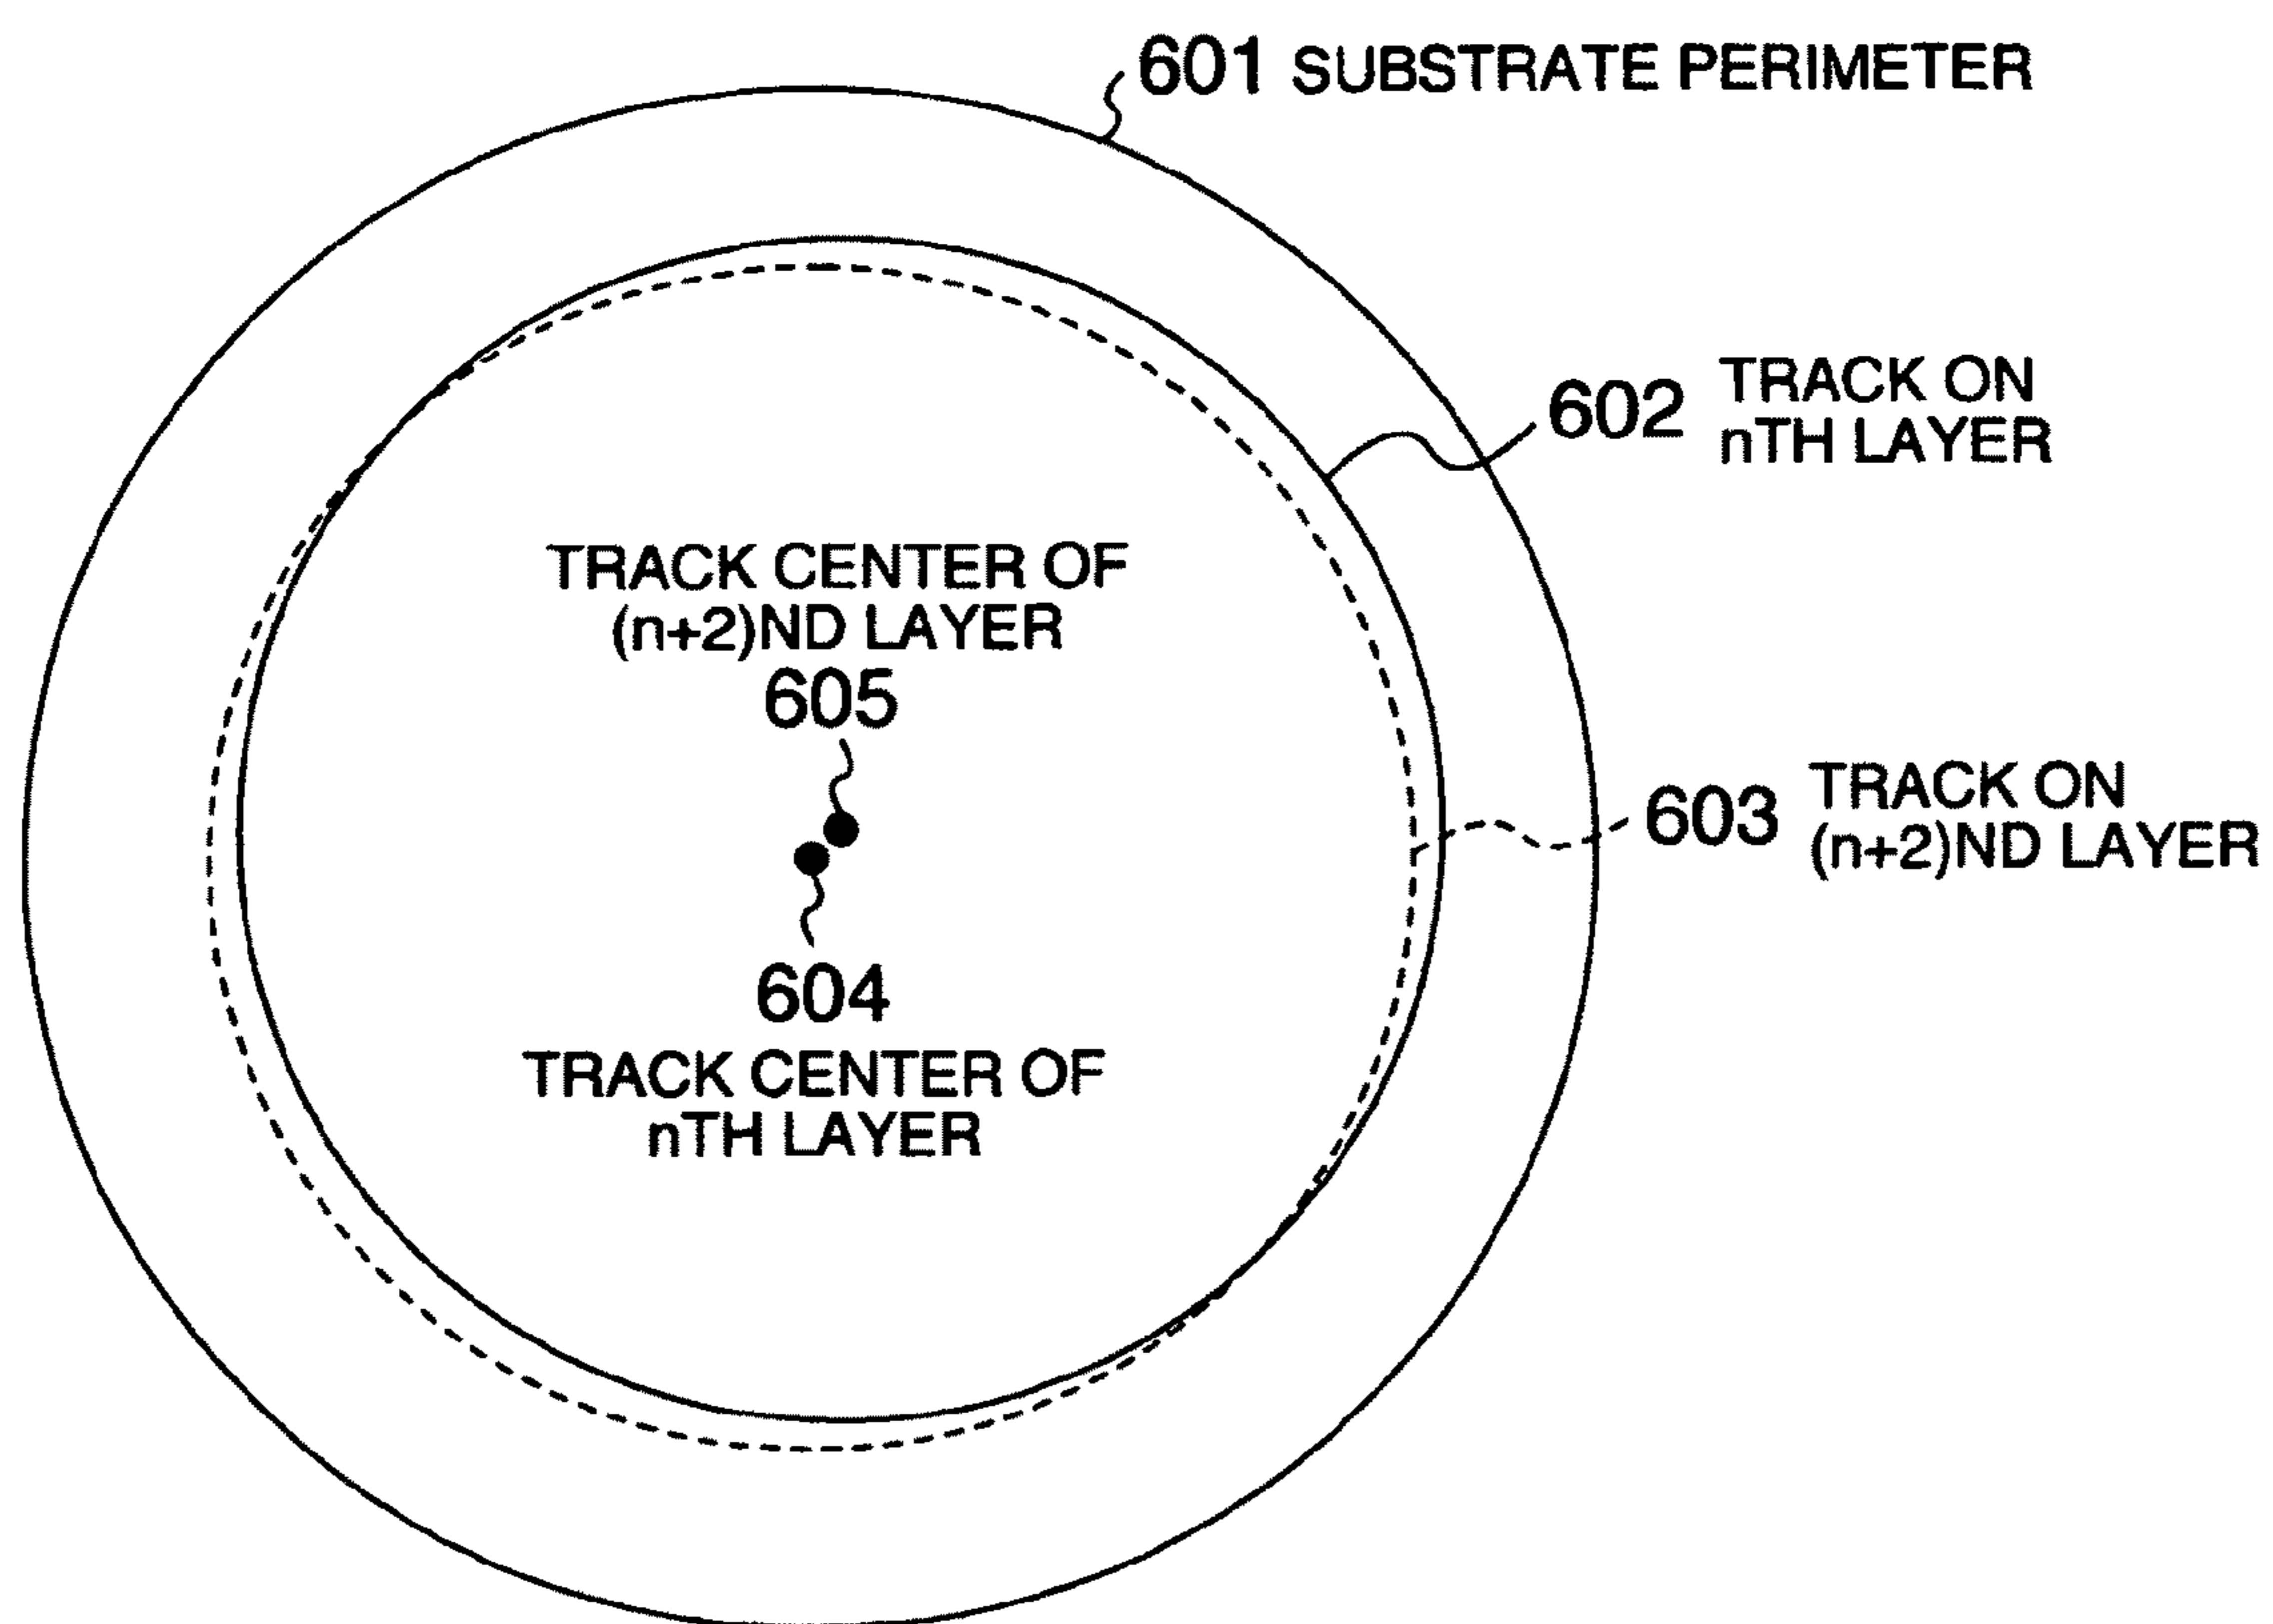 601 SUBSTRATE PERIMETER
602 TRACK ON
nTH LAYER
TRACK CENTER OF
(n+2)ND LAYER
605
603 TRACK ON
(n+2)ND LAYER
604
TRACK CENTER OF
nTH LAYER